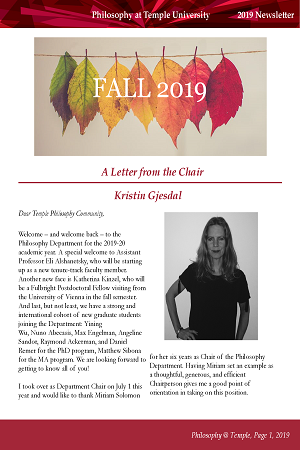 Philosophy at Temple University 2019 Newsletter
FALL 2019
A Letter from the Chair
Kristin Gjesdal
Dear Temple Philosophy Community,
Welcome – and welcome back – to the
Philosophy Department for the 2019-20
academic year. A special welcome to Assistant
Professor Eli Alshanetsky, who will be starting
up as a new tenure-track faculty member.
Another new face is Katherina Kinzel, who will
be a Fulbright Postdoctoral Fellow visiting from
the University of Vienna in the fall semester.
And last, but not least, we have a strong and
international cohort of new graduate students
joining the Department: Yining
Wu, Nuno Abecasis, Max Engelman, Angeline
Sandor, Raymond Ackerman, and Daniel
Remer for the PhD program, Matthew Sibona
for the MA program. We are looking forward to
getting to know all of you!
I took over as Department Chair on July 1 this
year and would like to thank Miriam Solomon
for her six years as Chair of the Philosophy
Department. Having Miriam set an example as
a thoughtful, generous, and efficient
Chairperson gives me a good point of
orientation in taking on this position.
Philosophy @ Temple, Page 1, 2019